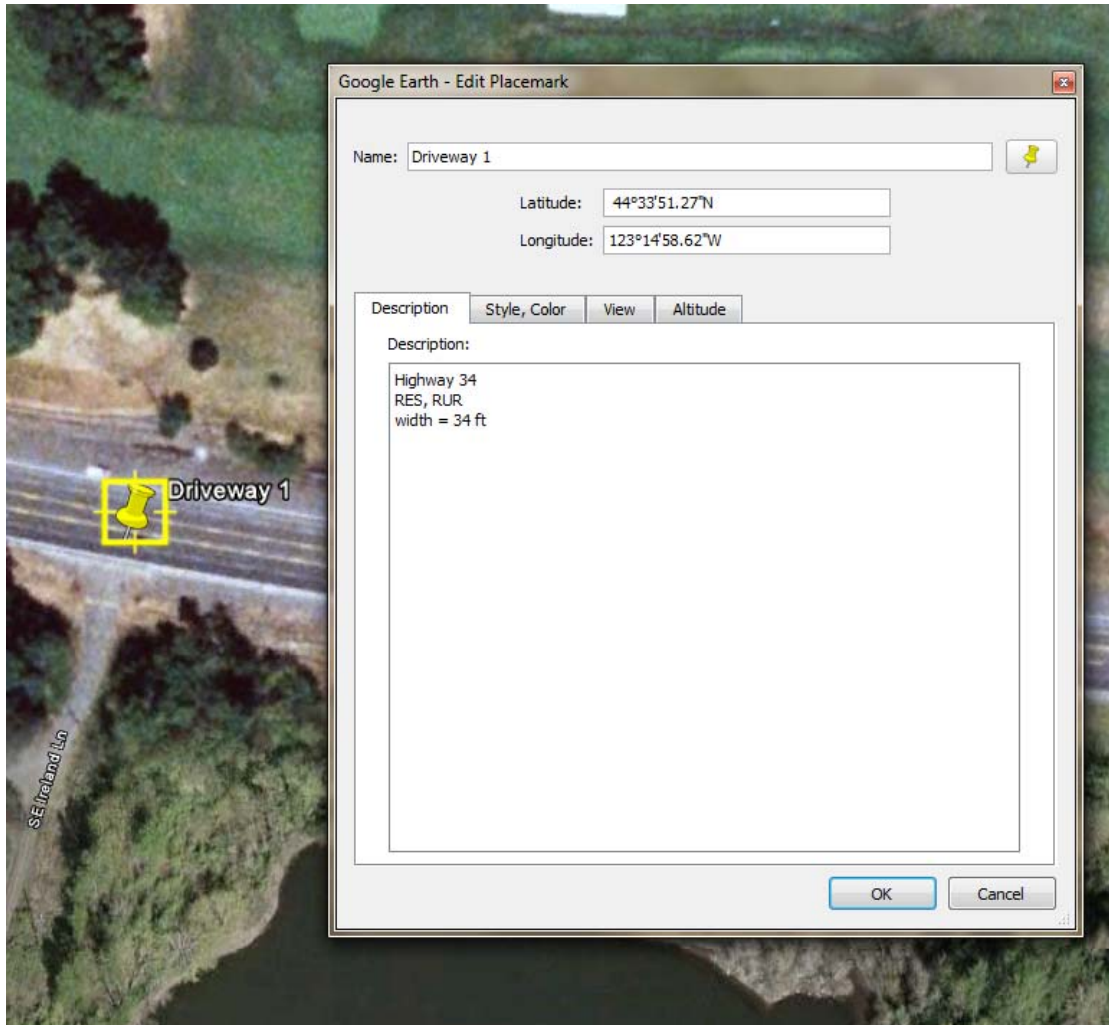 Google Earth - Edit Placemark
Name: Driveway 1
Latitude: 44°33'51.27"N
Longitude: 123°14'58.62"W
Description Style, Color View Altitude
Description:
Highway 34
RES, RUR
width = 34 ft
Driveway 1
SE Ireland Ln
OK Cancel